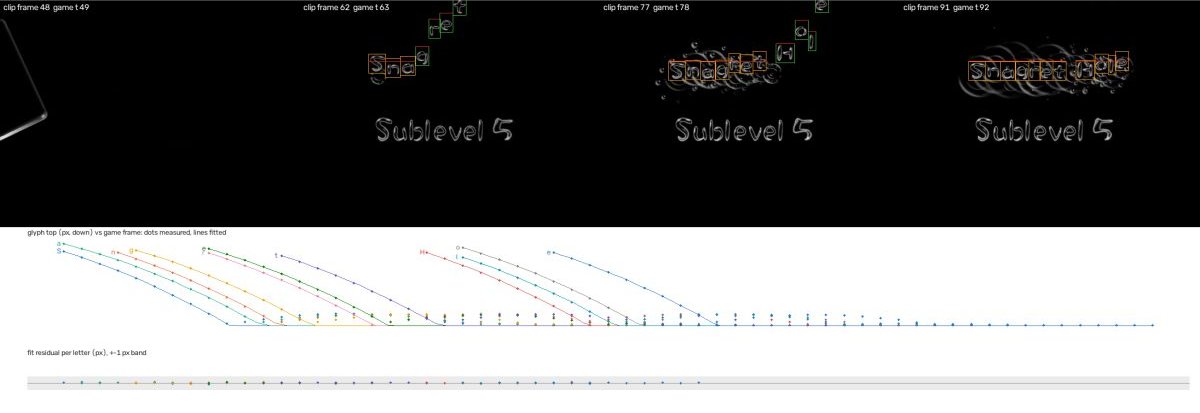 clip frame 48 game t 49
clip frame 62 game t 63
clip frame 77 game t 78
clip frame 91 game t 92
Sna g r e t
Snagret H o l e
Snagret Hole
Sublevel 5
Sublevel 5
Sublevel 5
glyph top (px, down) vs game frame: dots measured, lines fitted
a
S
n
g
e
r
t
H
o
l
e
fit residual per letter (px), +-1 px band